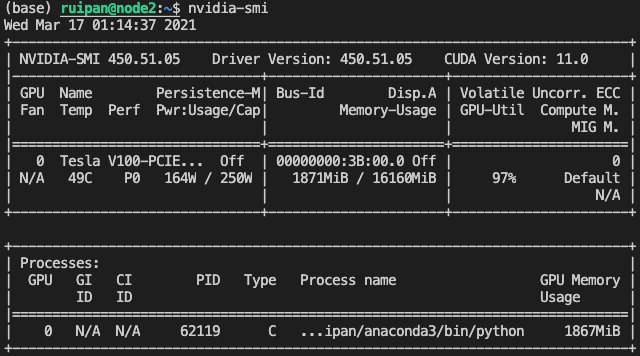 (base) ruipan@node2:~$ nvidia-smi
Wed Mar 17 01:14:37 2021
+-----------------------------------------------------------------------------+
| NVIDIA-SMI 450.51.05    Driver Version: 450.51.05    CUDA Version: 11.0     |
|-------------------------------+----------------------+----------------------+
| GPU  Name        Persistence-M| Bus-Id        Disp.A | Volatile Uncorr. ECC |
| Fan  Temp  Perf  Pwr:Usage/Cap|         Memory-Usage | GPU-Util  Compute M. |
|                               |                      |               MIG M. |
|===============================+======================+======================|
|   0  Tesla V100-PCIE...  Off  | 00000000:3B:00.0 Off |                    0 |
| N/A   49C    P0   164W / 250W |   1871MiB / 16160MiB |     97%      Default |
|                               |                      |                  N/A |
+-------------------------------+----------------------+----------------------+
+-----------------------------------------------------------------------------+
| Processes:                                                                  |
|  GPU   GI   CI        PID   Type   Process name                  GPU Memory |
|        ID   ID                                                   Usage      |
|=============================================================================|
|    0   N/A  N/A     62119      C   ...ipan/anaconda3/bin/python     1867MiB |
+-----------------------------------------------------------------------------+